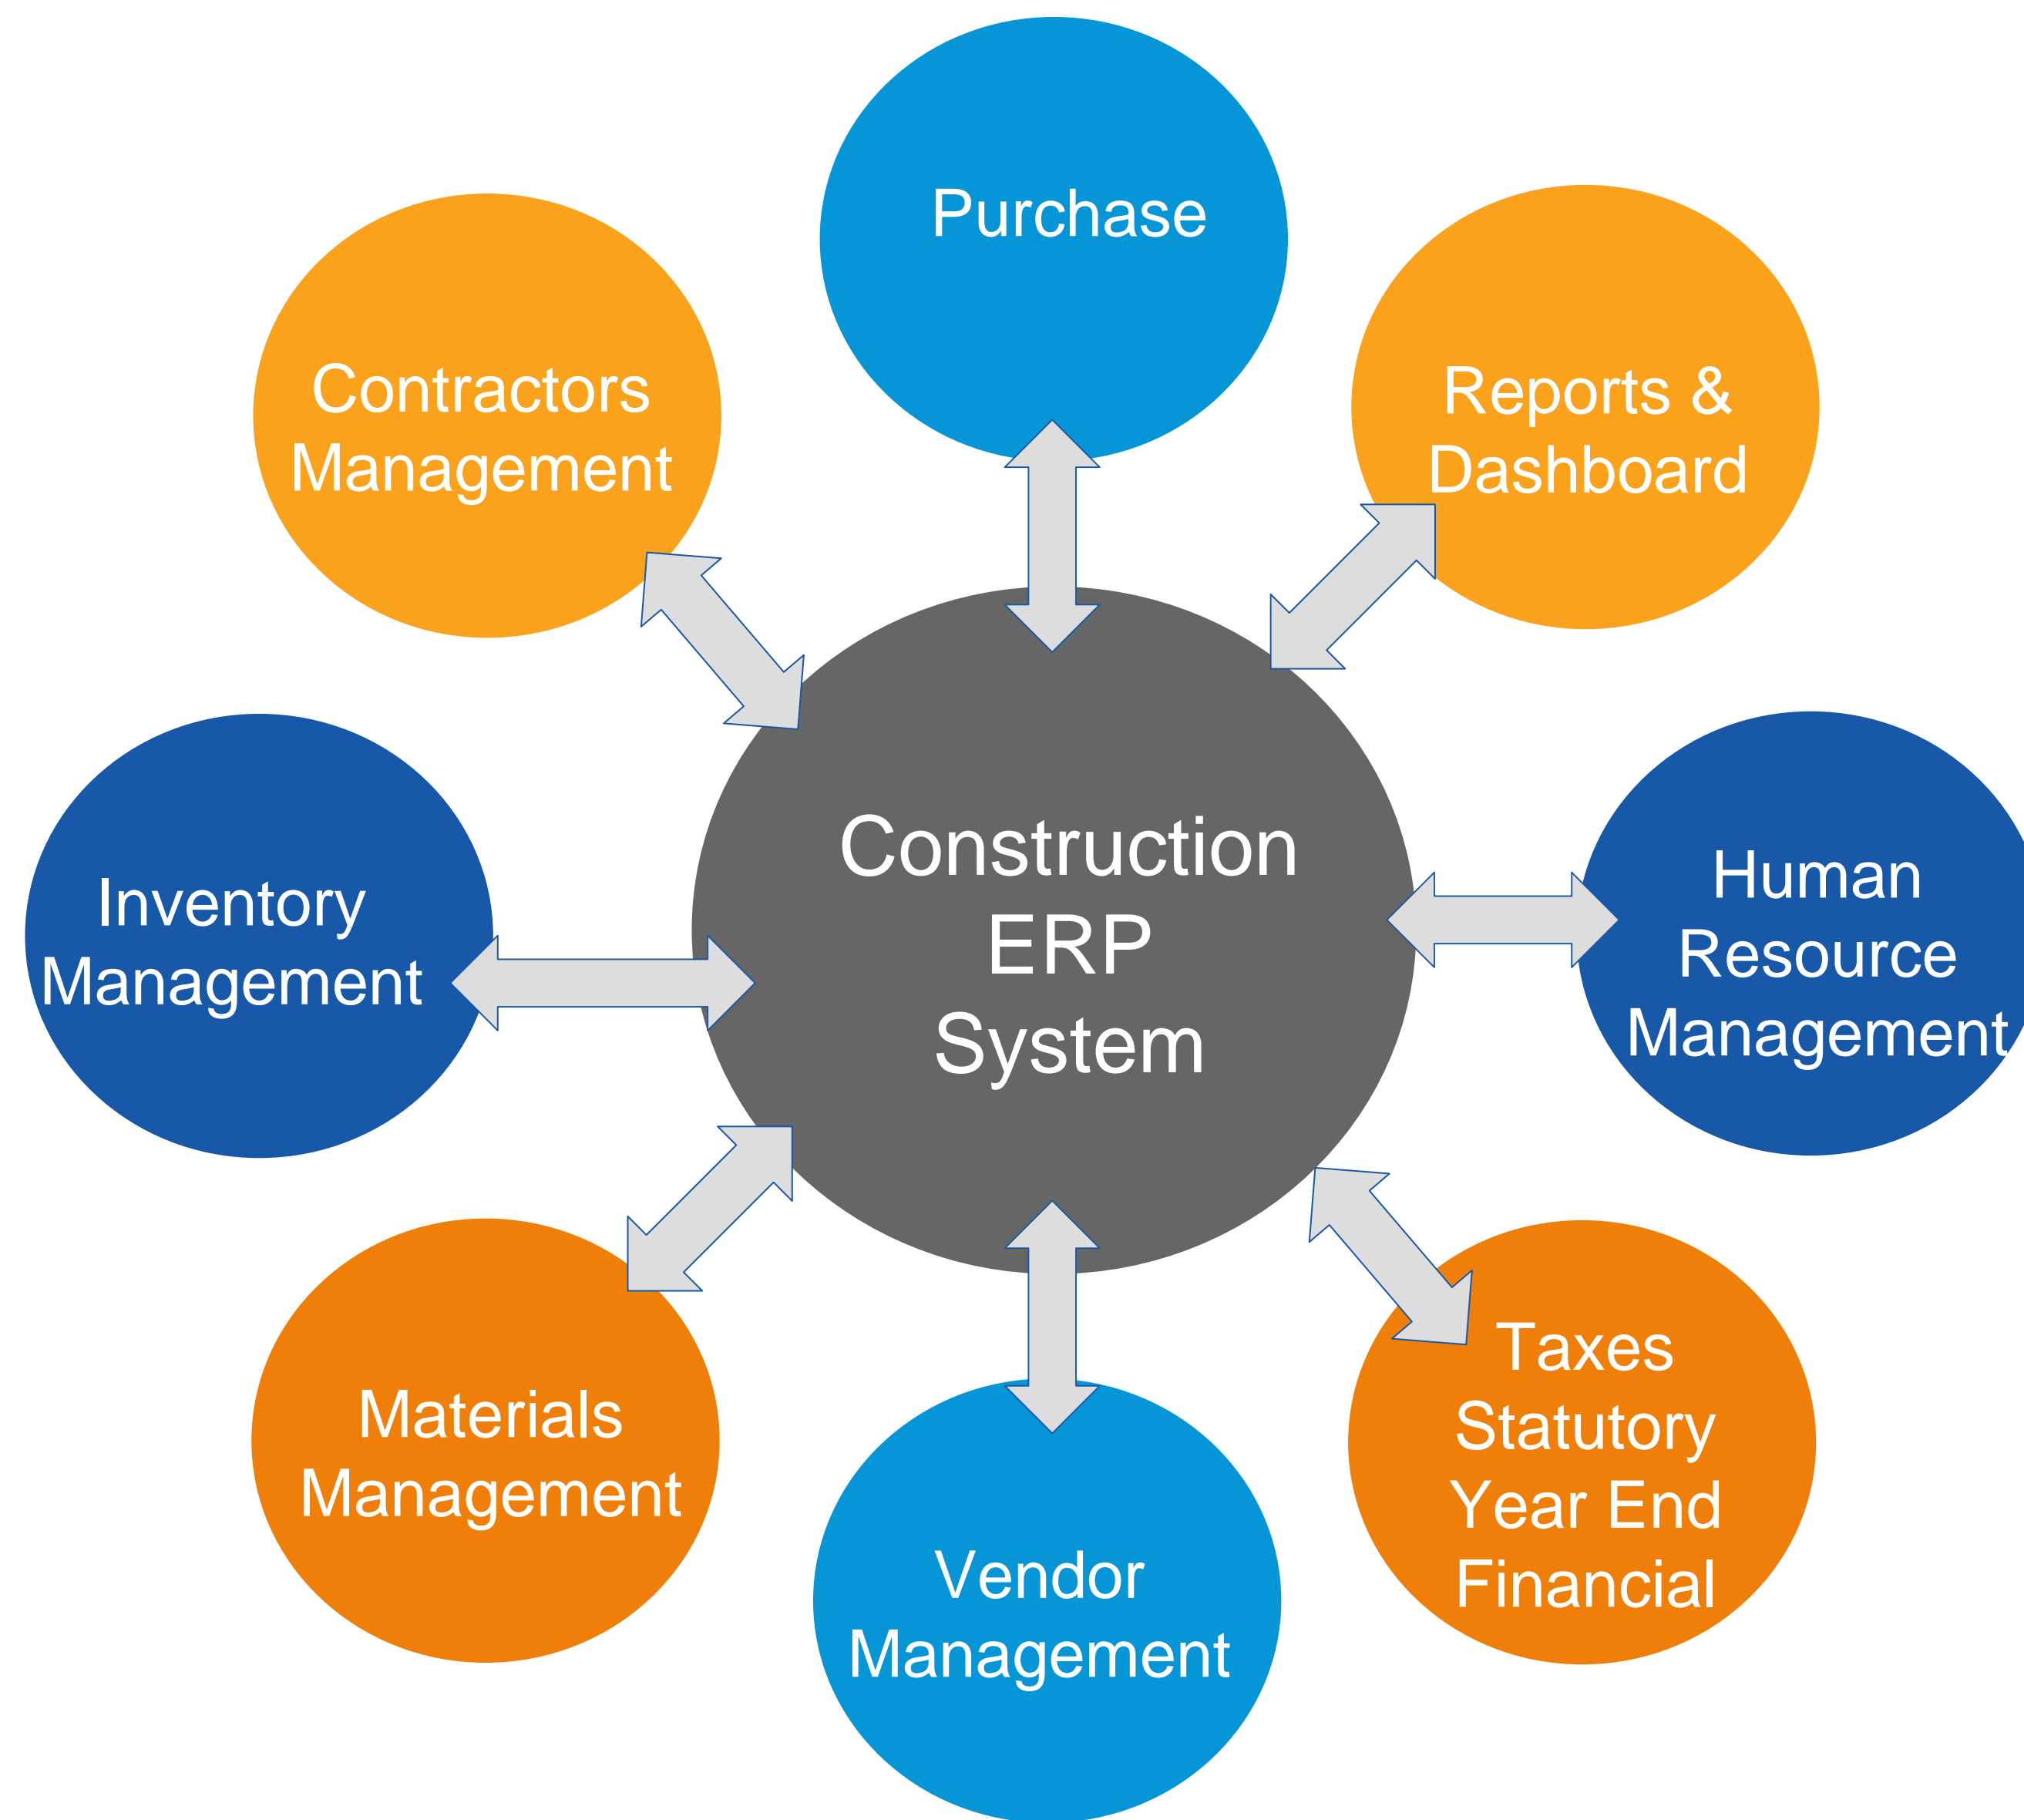 Purchase
Contractors
Management
Reports &
Dashboard
Inventory
Management
Construction
ERP
System
Human
Resource
Management
Materials
Management
Vendor
Management
Taxes
Statutory
Year End
Financial